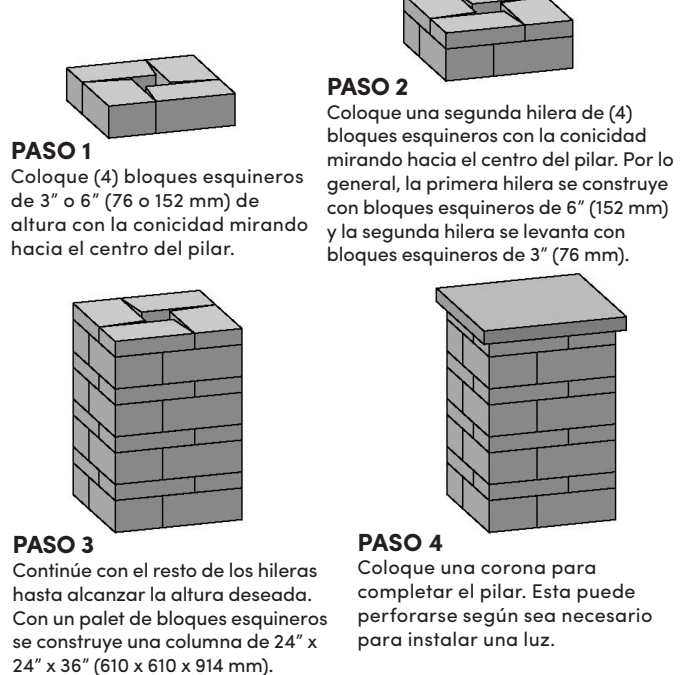 PASO 1
Coloque (4) bloques esquineros
de 3” o 6” (76 o 152 mm) de
altura con la conicidad mirando
hacia el centro del pilar.
PASO 2
Coloque una segunda hilera de (4)
bloques esquineros con la conicidad
mirando hacia el centro del pilar. Por lo
general, la primera hilera se construye
con bloques esquineros de 6” (152 mm)
y la segunda hilera se levanta con
bloques esquineros de 3” (76 mm).
PASO 3
Continúe con el resto de los hileras
hasta alcanzar la altura deseada.
Con un palet de bloques esquineros
se construye una columna de 24” x
24” x 36” (610 x 610 x 914 mm).
PASO 4
Coloque una corona para
completar el pilar. Esta puede
perforarse según sea necesario
para instalar una luz.